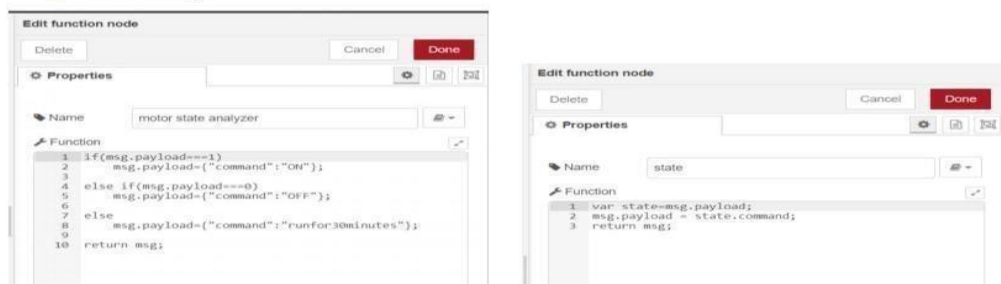 Edit function node
Delete
Cancel
Done
Properties
Name
motor state analyzer
Function
1 if(msg.payload===1)
2 msg.payload={"command":"ON"};
3
4 else if(msg.payload===0)
5 msg.payload={"command":"OFF"};
6
7 else
8 msg.payload={"command":"runfor30minutes"};
9
10 return msg;
Edit function node
Delete
Cancel
Done
Properties
Name
state
Function
1 var state=msg.payload;
2 msg.payload = state.command;
3 return msg;